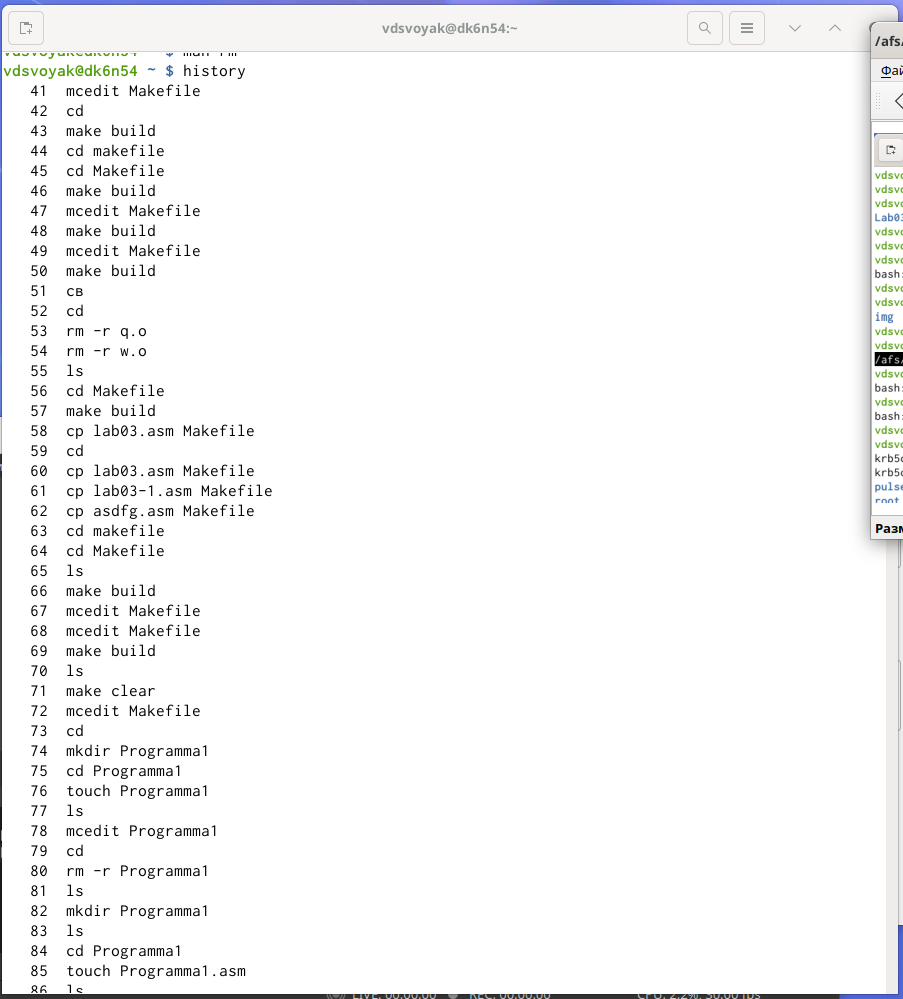 vdsvoyak@dk6n54:~
vdsvoyak@dk6n54 ~ $ man rm
vdsvoyak@dk6n54 ~ $ history
41 mcedit Makefile
42 cd
43 make build
44 cd makefile
45 cd Makefile
46 make build
47 mcedit Makefile
48 make build
49 mcedit Makefile
50 make build
51 св
52 cd
53 rm -r q.o
54 rm -r w.o
55 ls
56 cd Makefile
57 make build
58 cp lab03.asm Makefile
59 cd
60 cp lab03.asm Makefile
61 cp lab03-1.asm Makefile
62 cp asdfg.asm Makefile
63 cd makefile
64 cd Makefile
65 ls
66 make build
67 mcedit Makefile
68 mcedit Makefile
69 make build
70 ls
71 make clear
72 mcedit Makefile
73 cd
74 mkdir Programma1
75 cd Programma1
76 touch Programma1
77 ls
78 mcedit Programma1
79 cd
80 rm -r Programma1
81 ls
82 mkdir Programma1
83 ls
84 cd Programma1
85 touch Programma1.asm
86 ls
/afs/
Фай
vdsvo
vdsvo
vdsvo
Lab03
vdsvo
vdsvo
vdsvo
bash:
vdsvo
vdsvo
img
vdsvo
vdsvo
/afs/
vdsvo
bash:
vdsvo
bash:
vdsvo
vdsvo
krb5c
krb5c
pulse
root
Разм
LIVE: 00:00:00
REC: 00:00:00
CPU: 2.2%, 30.00 fps